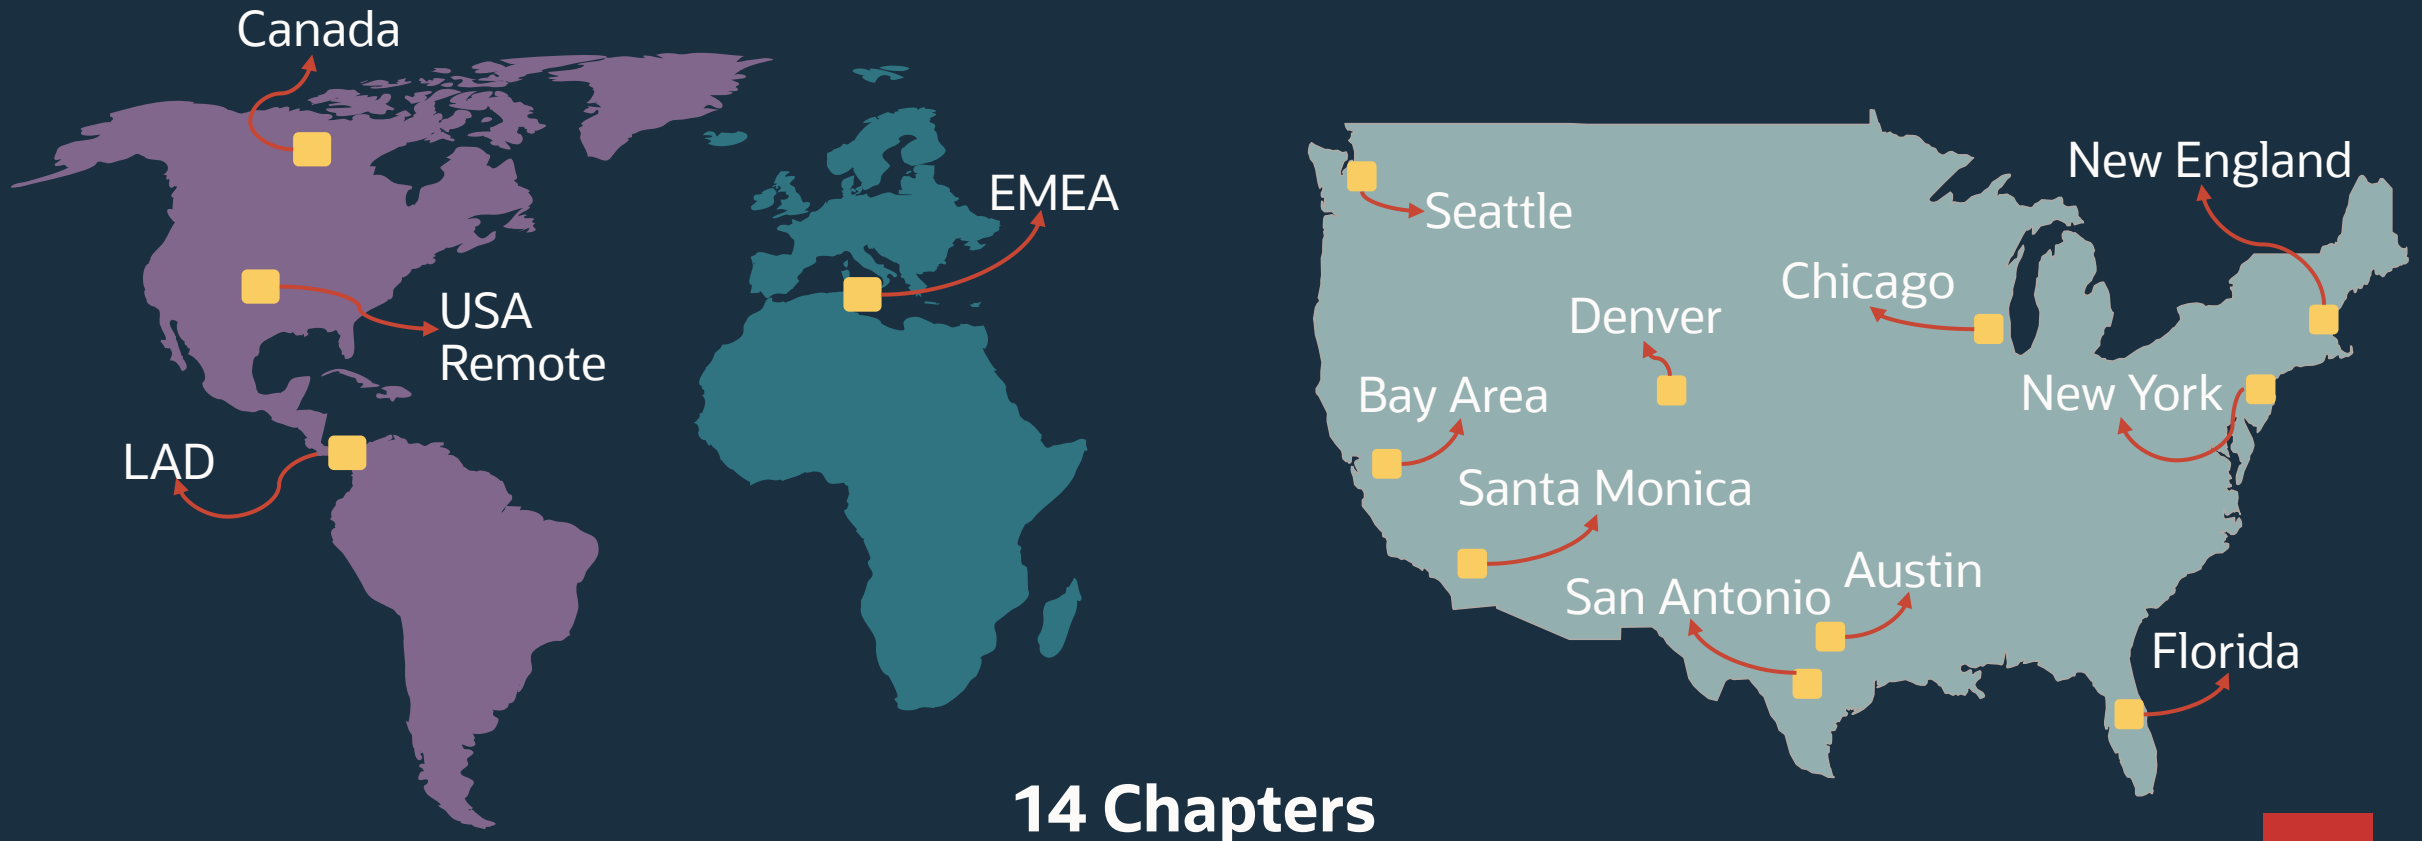 Canada
EMEA
USA
Remote
LAD
New England
Seattle
Chicago
Denver
Bay Area
New York
Santa Monica
Austin
San Antonio
Florida
14 Chapters